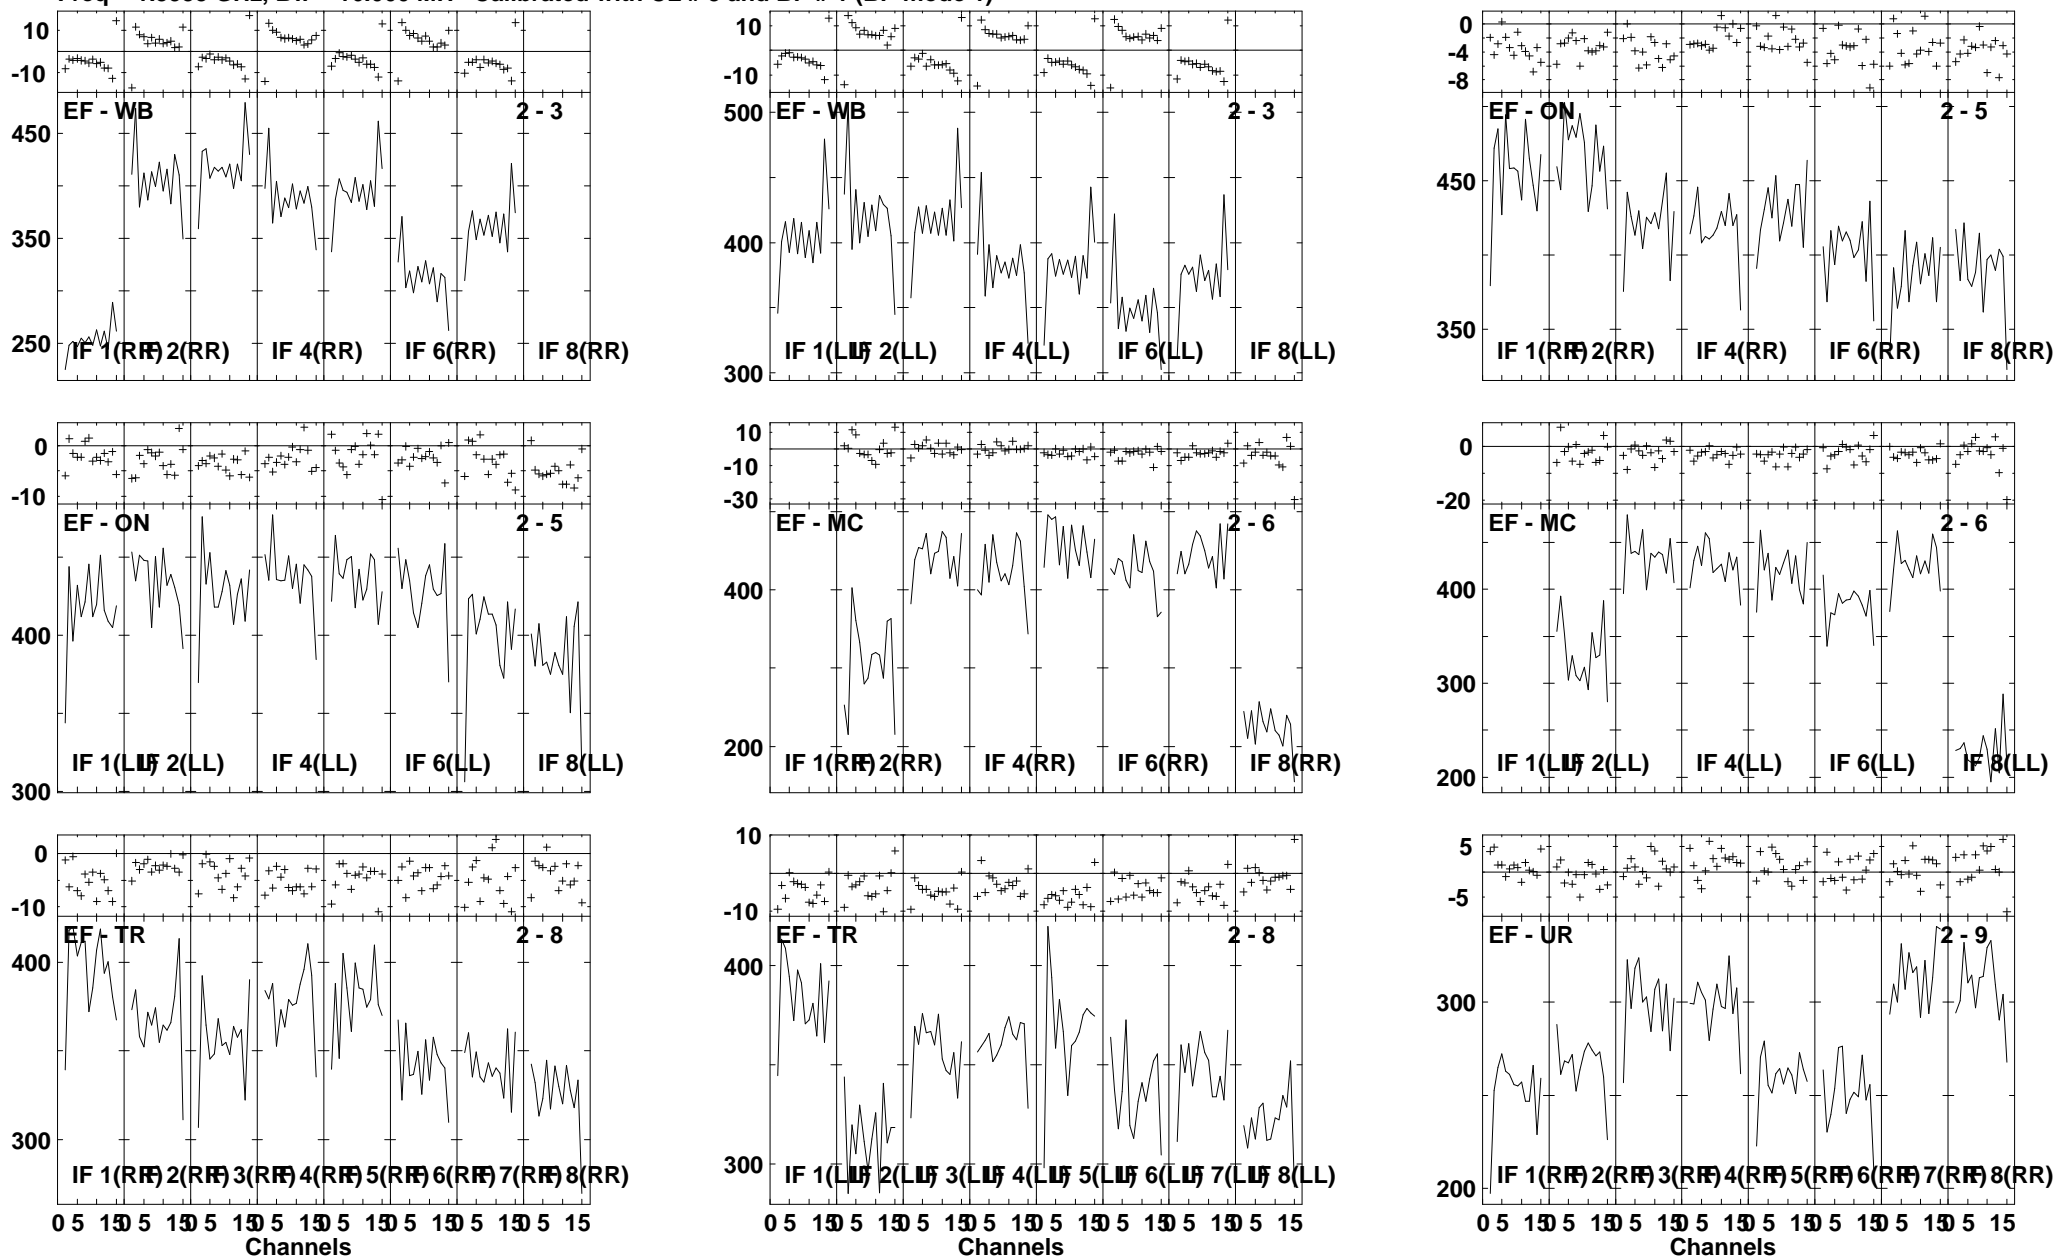 10
-10
EF - WB 2 - 3
450
350
250
IF 1(RR) IF 2(RR) IF 4(RR) IF 6(RR) IF 8(RR)
10
-10
EF - WB 2 - 3
500
400
300
IF 1(LL) IF 2(LL) IF 4(LL) IF 6(LL) IF 8(LL)
0
-4
-8
EF - ON 2 - 5
450
350
IF 1(RR) IF 2(RR) IF 4(RR) IF 6(RR) IF 8(RR)
0
-10
EF - ON 2 - 5
400
300
IF 1(LL) IF 2(LL) IF 4(LL) IF 6(LL) IF 8(LL)
10
-10
-30
EF - MC 2 - 6
400
200
IF 1(RR) IF 2(RR) IF 4(RR) IF 6(RR) IF 8(RR)
0
-20
EF - MC 2 - 6
400
300
200
IF 1(LL) IF 2(LL) IF 4(LL) IF 6(LL) IF 8(LL)
0
-10
EF - TR 2 - 8
400
300
IF 1(RR) IF 2(RR) IF 3(RR) IF 4(RR) IF 5(RR) IF 6(RR) IF 7(RR) IF 8(RR)
0 5 15 0 5 15 0 5 15 0 5 15 0 5 15 0 5 15 0 5 15 0 5 15
Channels
10
0
-10
EF - TR 2 - 8
400
300
IF 1(LL) IF 2(LL) IF 3(LL) IF 4(LL) IF 5(LL) IF 6(LL) IF 7(LL) IF 8(LL)
0 5 15 0 5 15 0 5 15 0 5 15 0 5 15 0 5 15 0 5 15 0 5 15
Channels
5
-5
EF - UR 2 - 9
300
200
IF 1(RR) IF 2(RR) IF 3(RR) IF 4(RR) IF 5(RR) IF 6(RR) IF 7(RR) IF 8(RR)
0 5 15 0 5 15 0 5 15 0 5 15 0 5 15 0 5 15 0 5 15 0 5 15
Channels